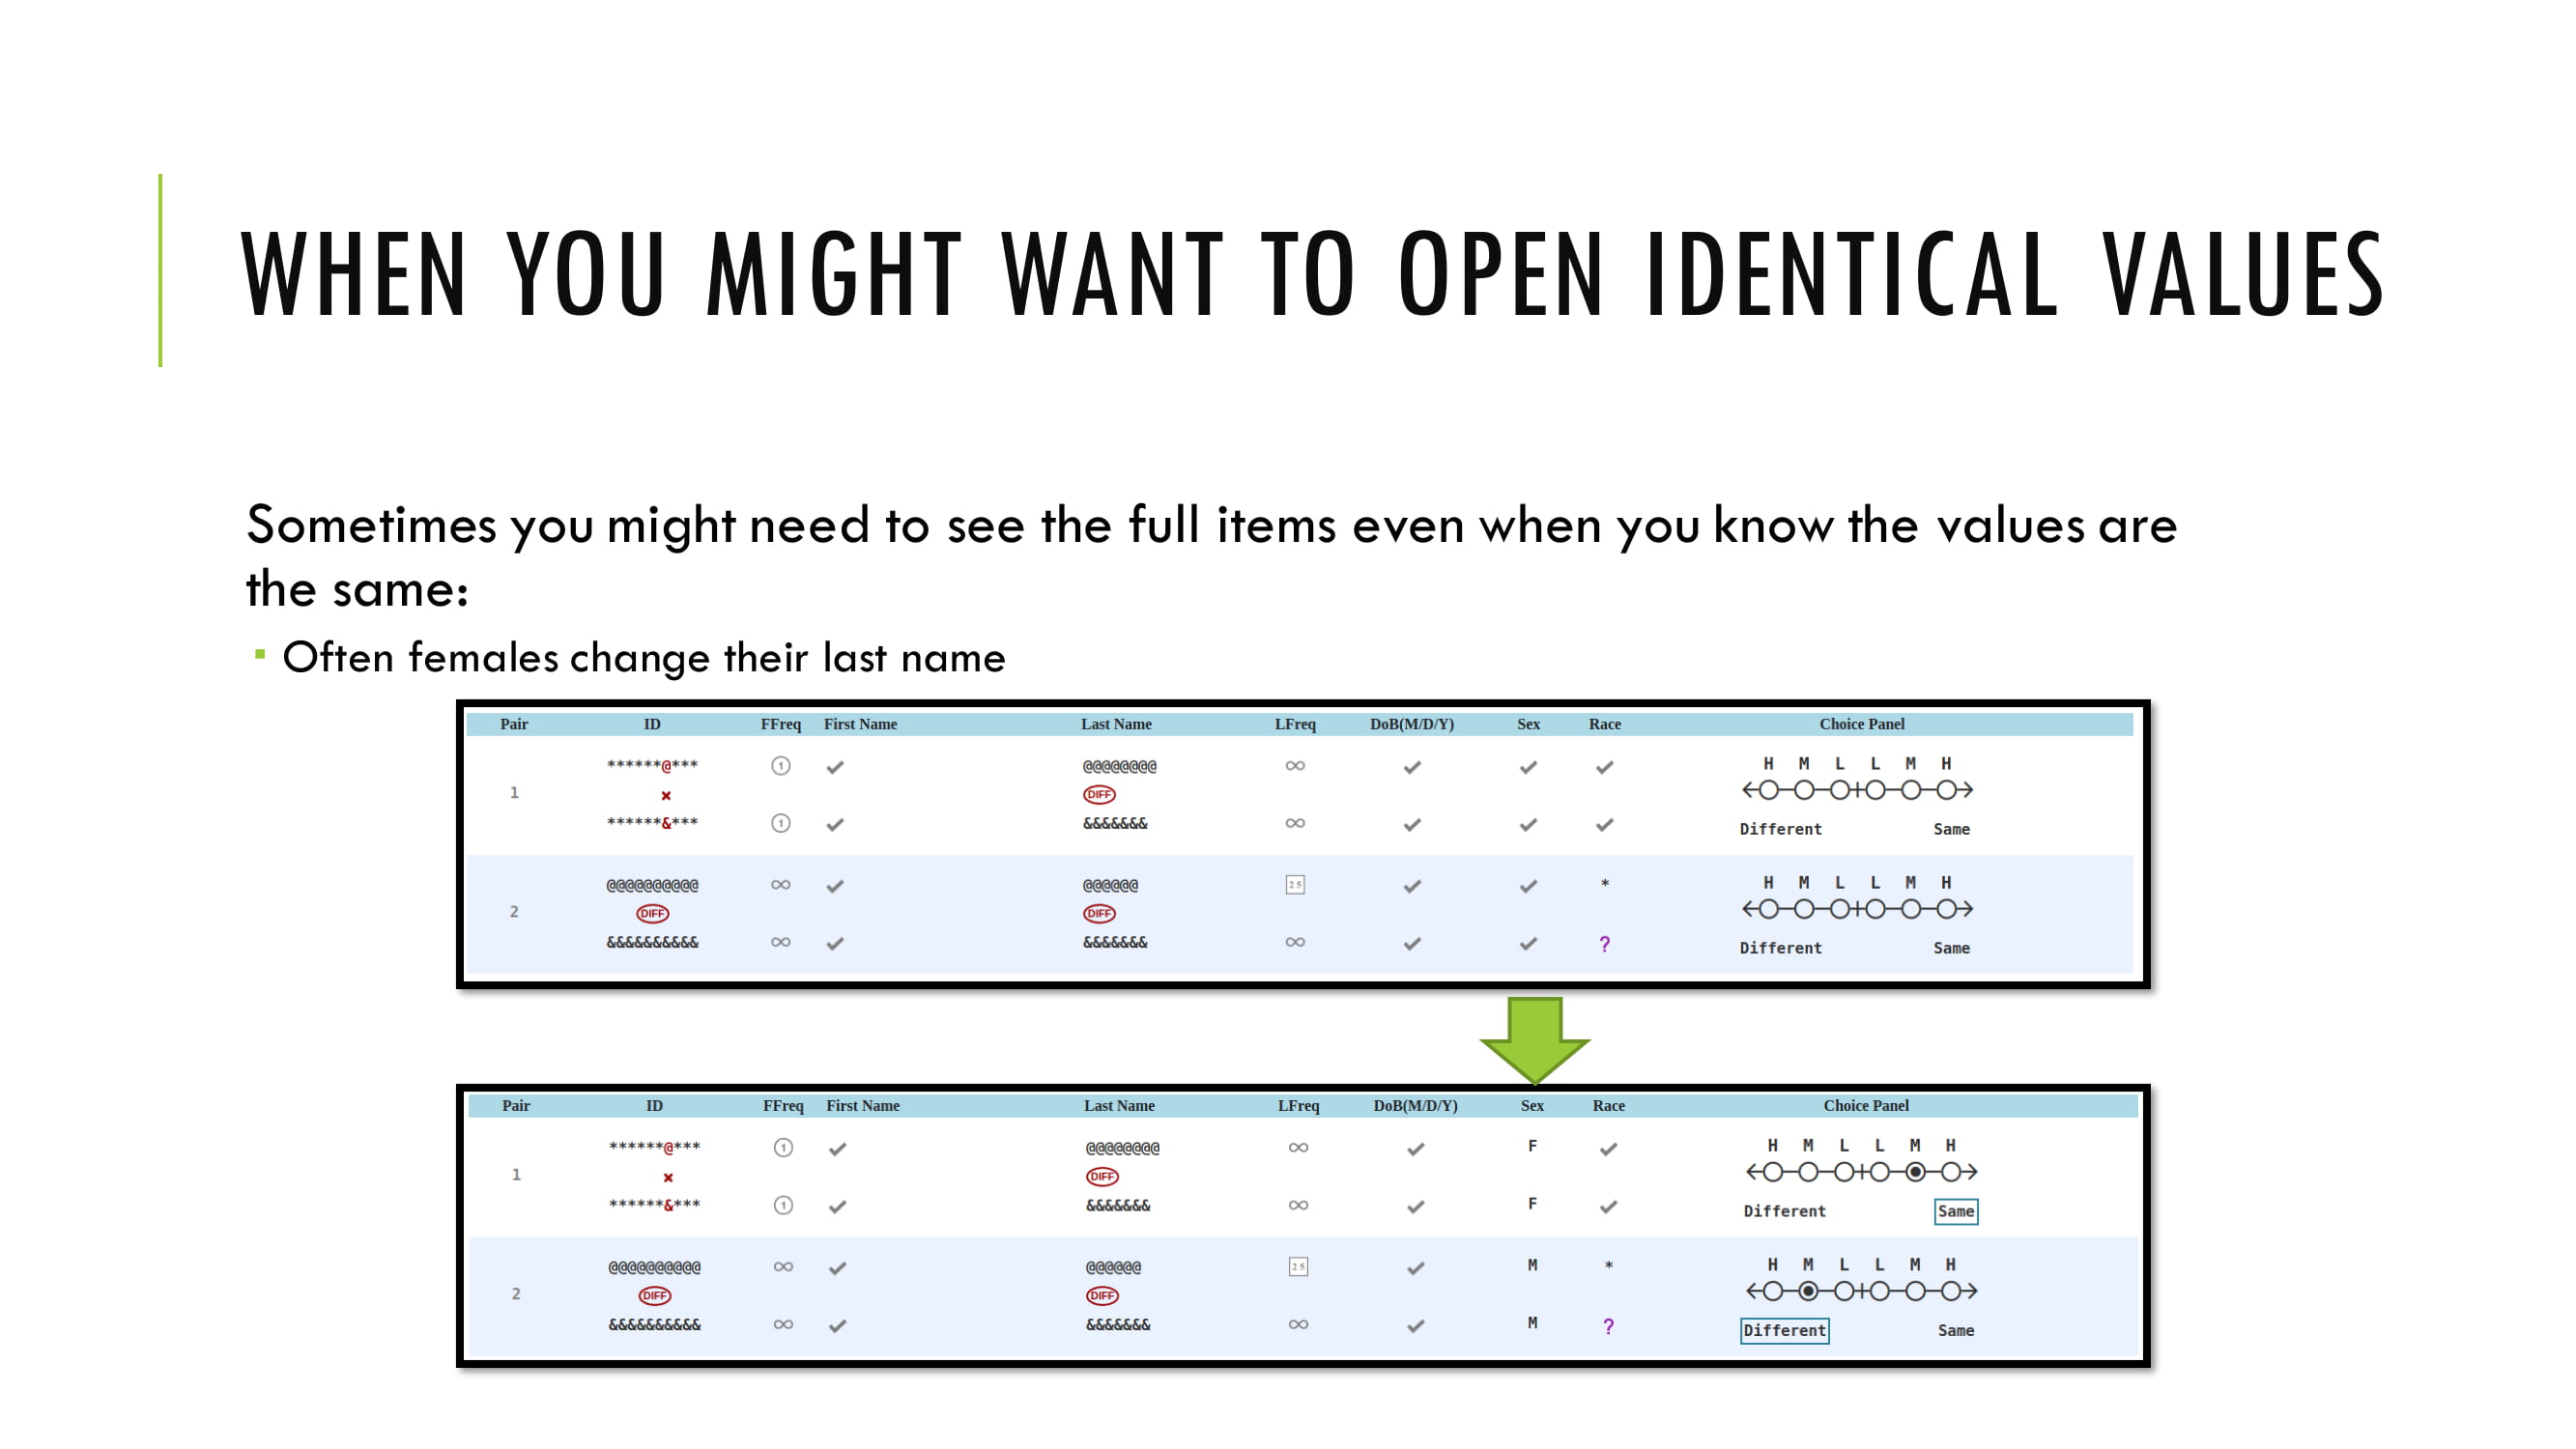 WHEN YOU MIGHT WANT TO OPEN IDENTICAL VALUES
Sometimes you might need to see the full items even when you know the values are
the same:
▪ Often females change their last name
Pair ID FFreq First Name Last Name LFreq DoB(M/D/Y) Sex Race Choice Panel
******@*** ① ✔ @@@@@@@@ ∞ ✔ ✔ ✔ H M L L M H
1 ✖ DIFF
******&*** ① ✔ &&&&&&& ∞ ✔ ✔ ✔ Different Same
@@@@@@@@@@ ∞ ✔ @@@@@@ 25 ✔ ✔ * H M L L M H
2 DIFF DIFF
&&&&&&&&&& ∞ ✔ &&&&&&& ∞ ✔ ✔ ? Different Same
Pair ID FFreq First Name Last Name LFreq DoB(M/D/Y) Sex Race Choice Panel
******@*** ① ✔ @@@@@@@@ ∞ ✔ F ✔ H M L L M H
1 ✖ DIFF
******&*** ① ✔ &&&&&&& ∞ ✔ F ✔ Different Same
@@@@@@@@@@ ∞ ✔ @@@@@@ 25 ✔ M * H M L L M H
2 DIFF DIFF
&&&&&&&&&& ∞ ✔ &&&&&&& ∞ ✔ M ? Different Same